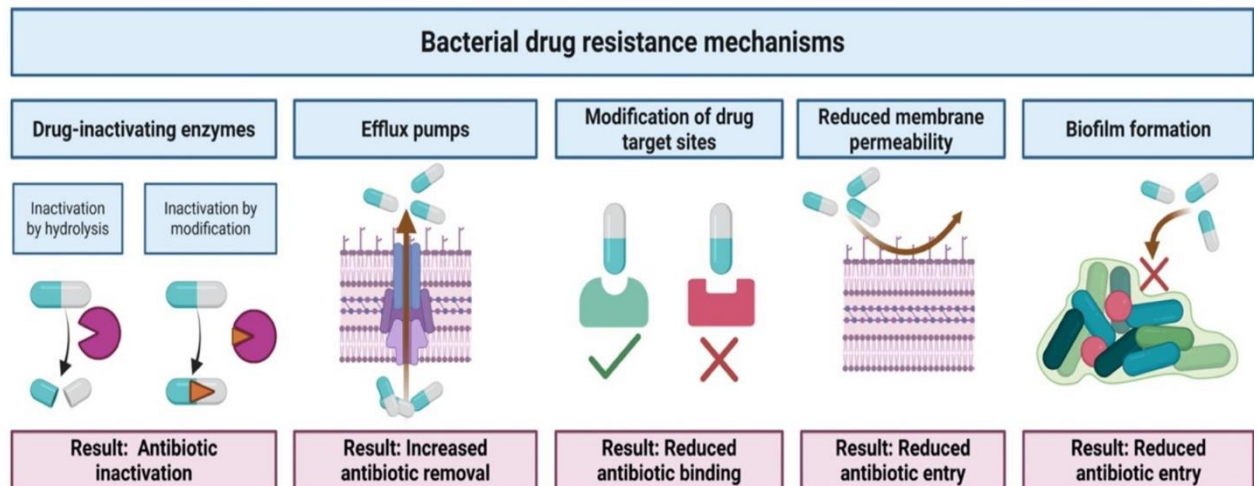 Bacterial drug resistance mechanisms
Drug-inactivating enzymes
Efflux pumps
Modification of drug
target sites
Reduced membrane
permeability
Biofilm formation
Inactivation
by hydrolysis
Inactivation by
modification
Result: Antibiotic
inactivation
Result: Increased
antibiotic removal
Result: Reduced
antibiotic binding
Result: Reduced
antibiotic entry
Result: Reduced
antibiotic entry